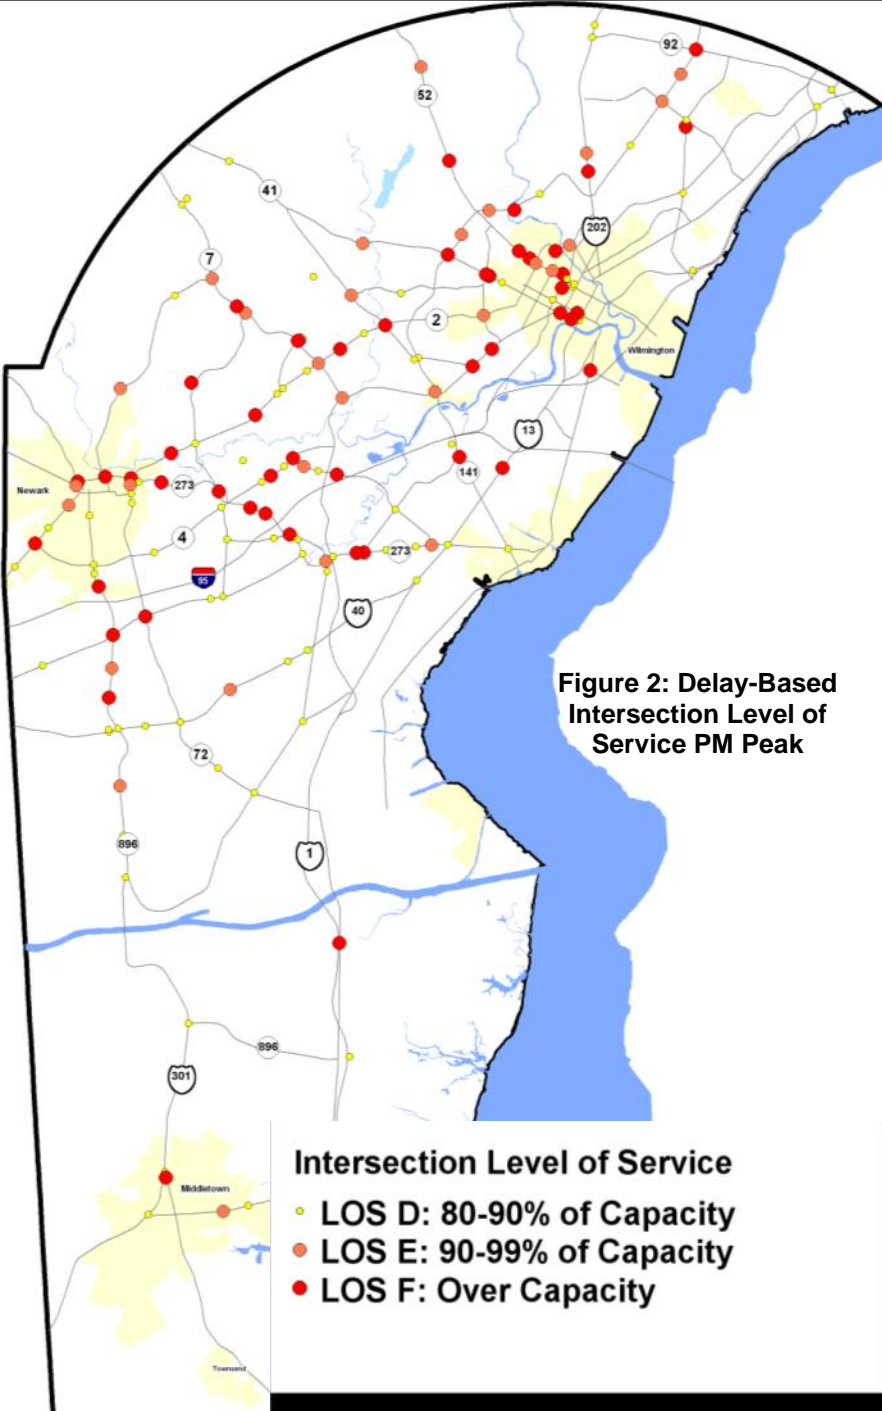 92
52
41
202
7
2
Wilmington
13
141
273
Newark
4
273
95
40
Figure 2: Delay-Based
Intersection Level of
Service PM Peak
72
896
1
896
301
Middletown
Townsend
Intersection Level of Service
LOS D: 80-90% of Capacity
LOS E: 90-99% of Capacity
LOS F: Over Capacity